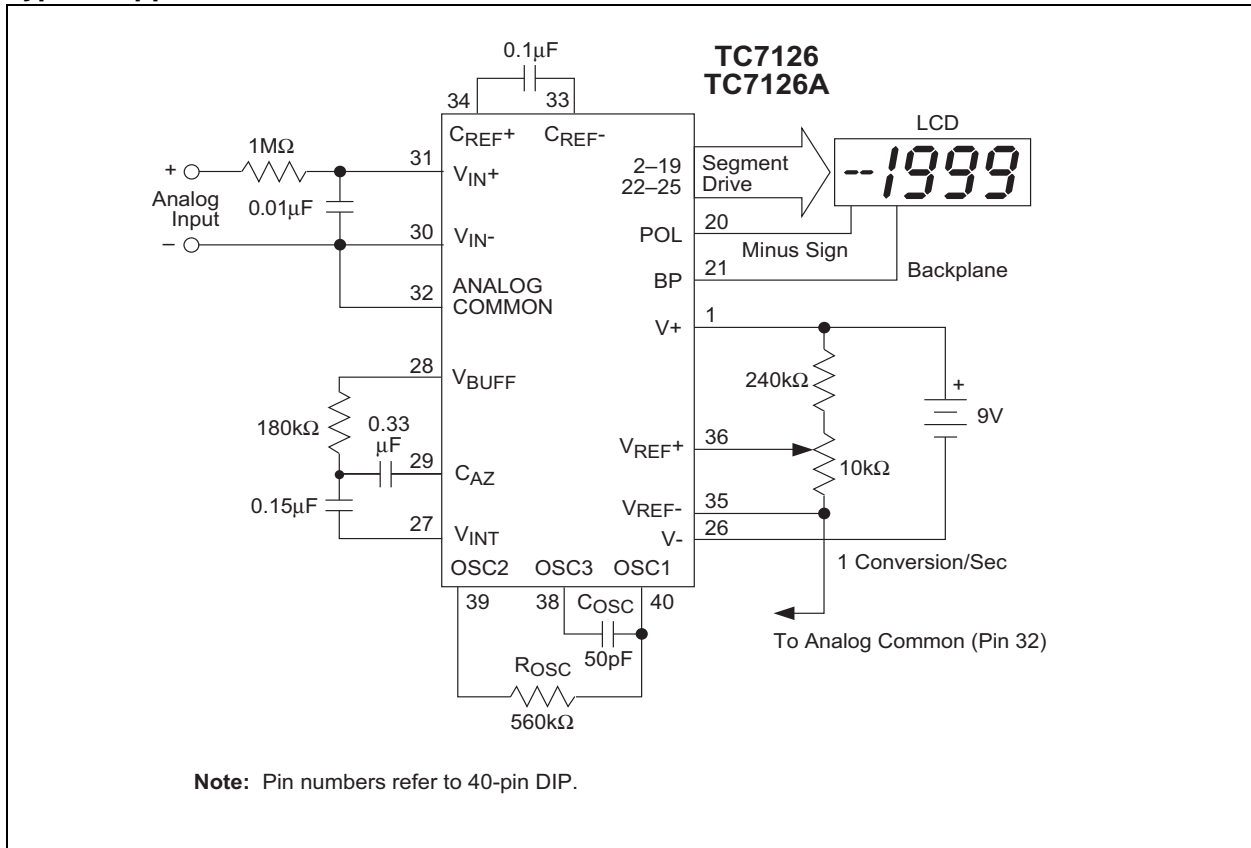 0.1μF
TC7126
TC7126A
34
33
LCD
CREF+
CREF-
1MΩ
31
VIN+
2–19
22–25
Segment
Drive
-1999
+
Analog
Input
0.01μF
–
30
VIN-
POL
20
Minus Sign
BP
21
Backplane
32
ANALOG
COMMON
V+
1
28
VBUFF
240kΩ
+
9V
180kΩ
0.33
μF
VREF+
36
10kΩ
29
CAZ
0.15μF
VREF-
35
27
VINT
V-
26
1 Conversion/Sec
OSC2
OSC3
OSC1
39
38
COSC
40
50pF
To Analog Common (Pin 32)
ROSC
560kΩ
Note: Pin numbers refer to 40-pin DIP.